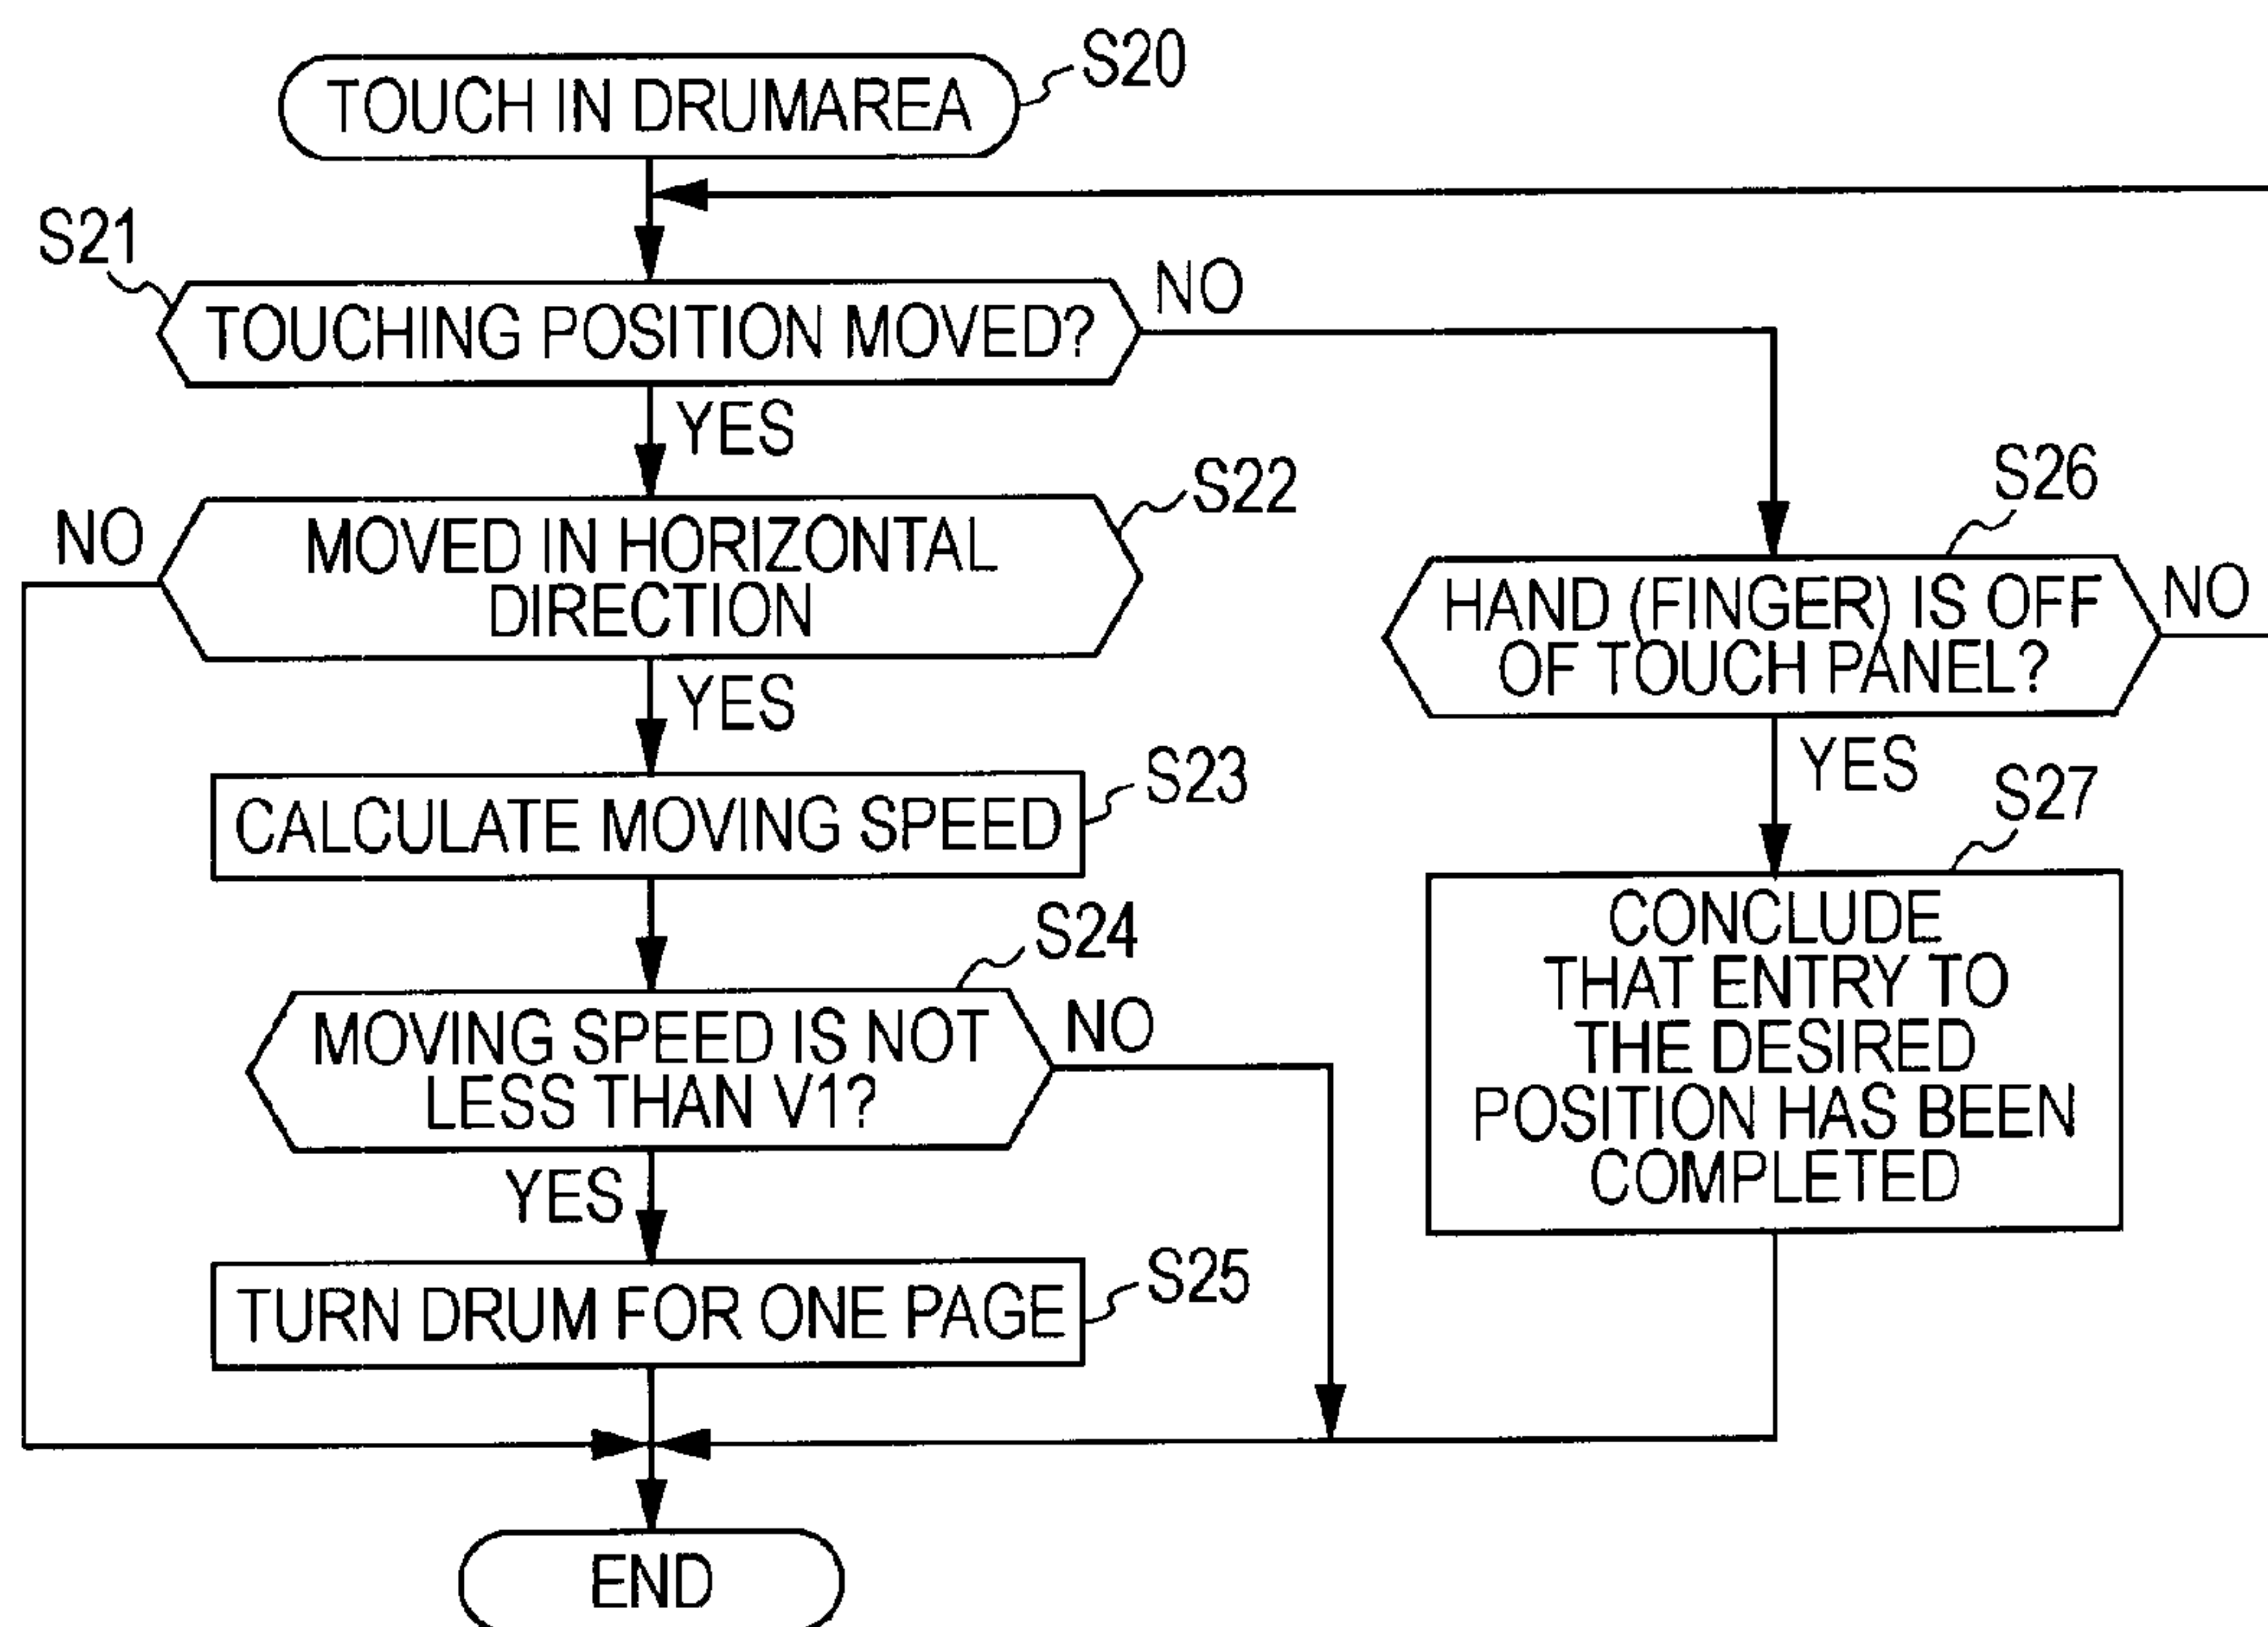 TOUCH IN DRUMAREA
S20
S21
TOUCHING POSITION MOVED?
NO
YES
S22
NO
MOVED IN HORIZONTAL
DIRECTION
YES
S23
CALCULATE MOVING SPEED
S24
MOVING SPEED IS NOT
LESS THAN V1?
NO
YES
S25
TURN DRUM FOR ONE PAGE
S26
HAND (FINGER) IS OFF
OF TOUCH PANEL?
NO
YES
S27
CONCLUDE
THAT ENTRY TO
THE DESIRED
POSITION HAS BEEN
COMPLETED
END